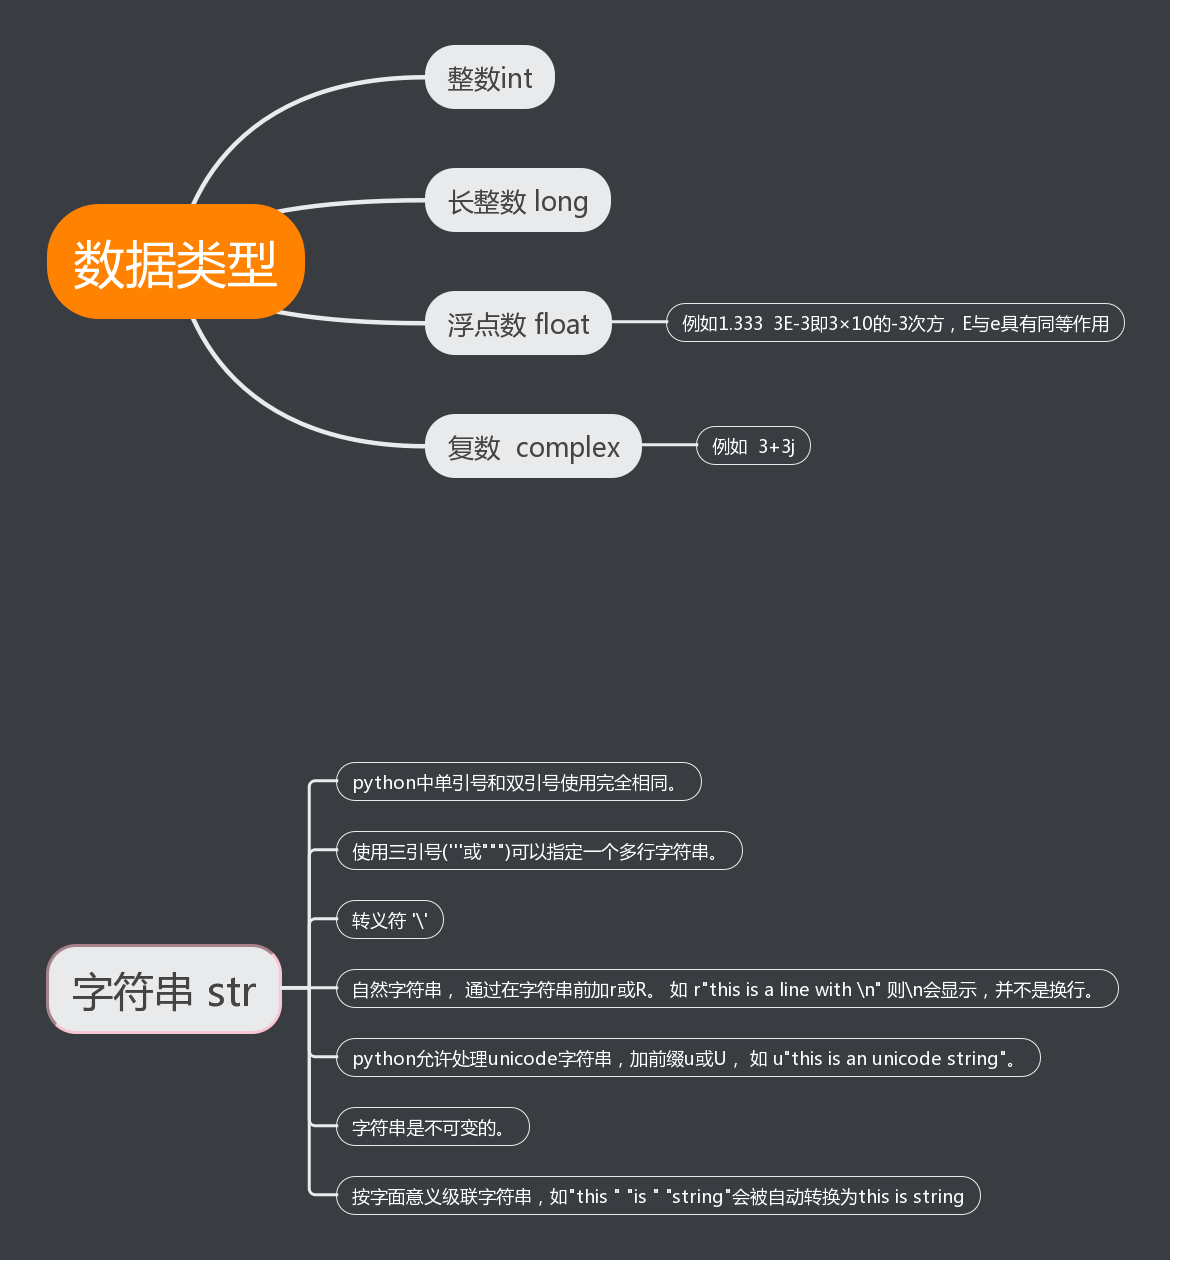 整数int
长整数 long
数据类型
浮点数 float
例如1.333  3E-3即3×10的-3次方，E与e具有同等作用
复数  complex
例如  3+3j
python中单引号和双引号使用完全相同。
使用三引号('''或""")可以指定一个多行字符串。
转义符 '\'
字符串 str
自然字符串， 通过在字符串前加r或R。 如 r"this is a line with \n" 则\n会显示，并不是换行。
python允许处理unicode字符串，加前缀u或U， 如 u"this is an unicode string"。
字符串是不可变的。
按字面意义级联字符串，如"this " "is " "string"会被自动转换为this is string